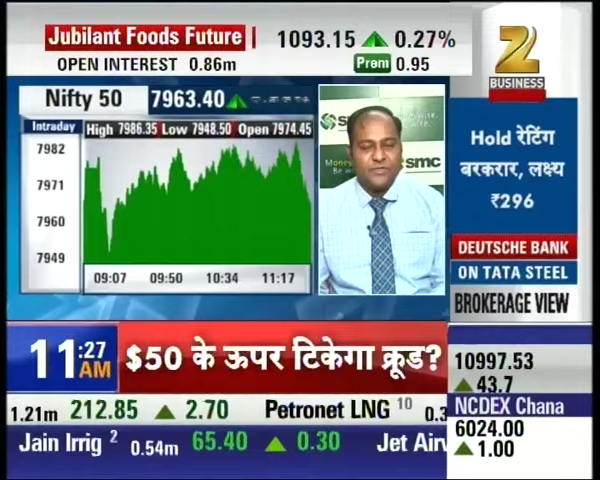 Jubilant Foods Future
1093.15 0.27%
OPEN INTEREST 0.86m
Prem 0.95
Z
BUSINESS
Nifty 50 7963.40
Intraday High 7986.35 Low 7948.50 Open 7974.45
7982
7971
7960
7949
09:07 09:50 10:34 11:17
smc
Hold रेटिंग
बरकरार, लक्ष्य
₹296
DEUTSCHE BANK
ON TATA STEEL
BROKERAGE VIEW
11:27
AM
$50 के ऊपर टिकेगा क्रूड?
10997.53
43.7
NCDEX Chana
6024.00
1.00
1.21m 212.85 2.70 Petronet LNG 10 0.3
Jain Irrig 2 0.54m 65.40 0.30 Jet Airw